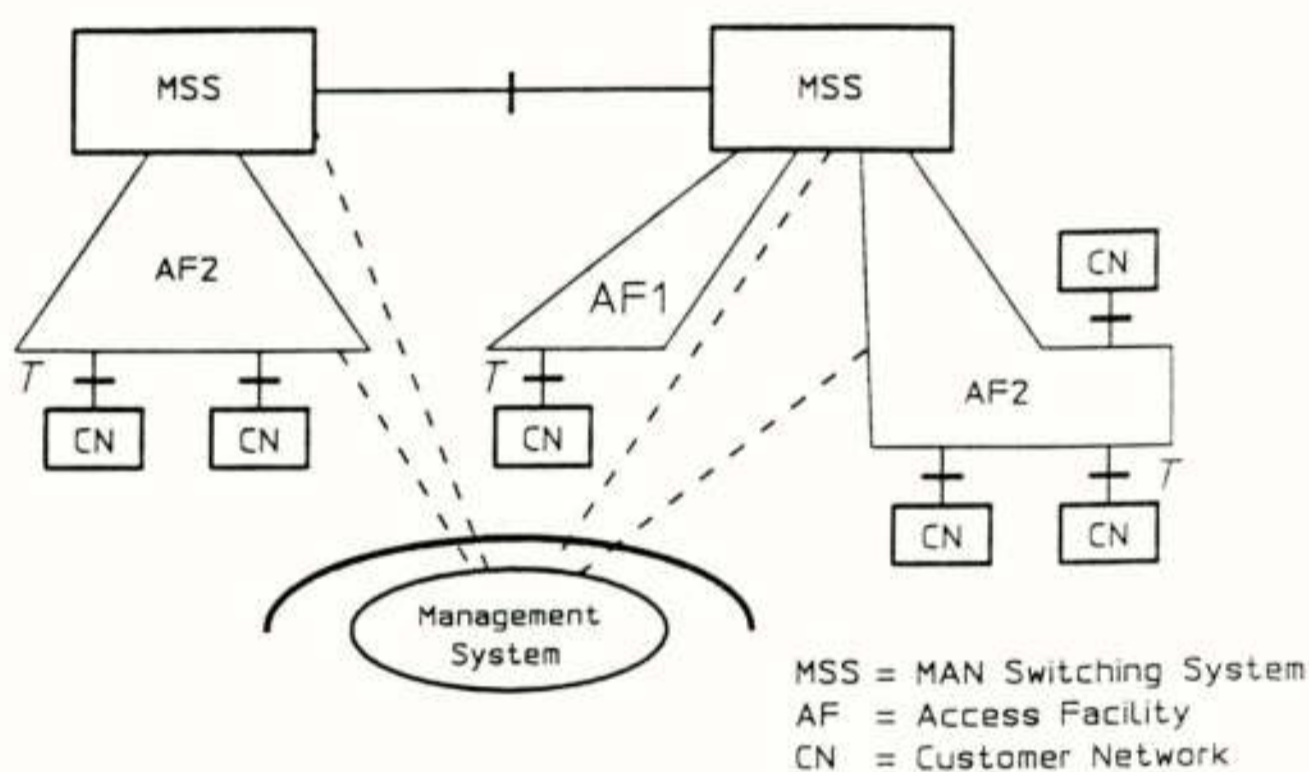 MSS
MSS
AF2
AF1
CN
AF2
T
CN
CN
T
CN
T
CN
CN
Management
System
MSS = MAN Switching System
AF = Access Facility
CN = Customer Network